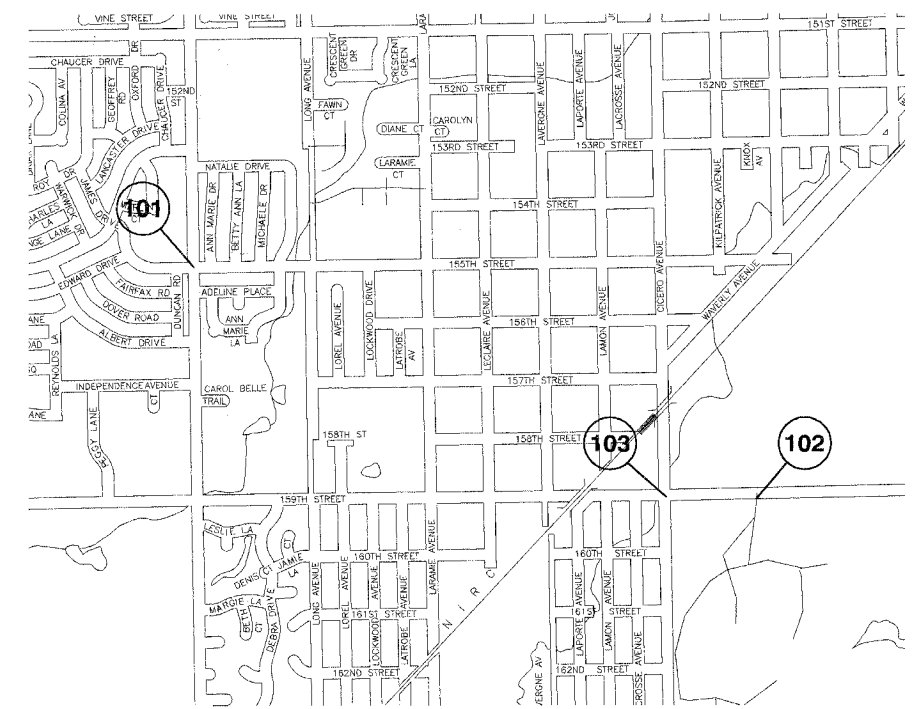 VINE STREET
VINE STREET
151ST STREET
CHAUCER DRIVE
COLINA AV
GEOFFREY RD
OXFORD DR
152ND ST
CHAUCER DRIVE
LANCASTER DRIVE
LONG AVENUE
CRESCENT GREEN DR
CRESCENT GREEN LA
FAWN CT
152ND STREET
152ND STREET
LAVERGNE AVENUE
LAPORTE AVENUE
LACROSSE AVENUE
DIANE CT
CAROLYN CT
153RD STREET
153RD STREET
LARAMIE CT
KNOX AV
KILPATRICK AVENUE
NATALIE DRIVE
ROY DR
JAMES DRIVE
WARWICK
LA
101
CT
ANN MARIE DR
BETTY ANN LA
MICHAELE DR
154TH STREET
155TH STREET
CICERO AVENUE
WAVERLY AVENUE
EDWARD DRIVE
FAIRFAX RD
DOVER ROAD
ALBERT DRIVE
DUNCAN RD
ADELINE PLACE
ANN MARIE LA
LOREL AVENUE
LOCKWOOD DRIVE
LATROBE AV
LECLAIRE AVENUE
156TH STREET
LAMON AVENUE
REYNOLDS LA
INDEPENDENCE AVENUE
CT
CAROL BELLE TRAIL
157TH STREET
PEGGY LANE
158TH ST
158TH STREET
103
102
159TH STREET
LESLIE LA
DENIS CT
JAMIE LA
CT
MARGIE LA
BETH CT
DEBRA DRIVE
LONG AVENUE
LOREL AVENUE
LOCKWOOD AVENUE
LATROBE AVENUE
LARAMIE AVENUE
160TH STREET
161ST STREET
162ND STREET
N I R C
160TH STREET
LAPORTE AVENUE
LAMON AVENUE
161ST STREET
162ND STREET
VERGNE AV
CROSSE AVENUE